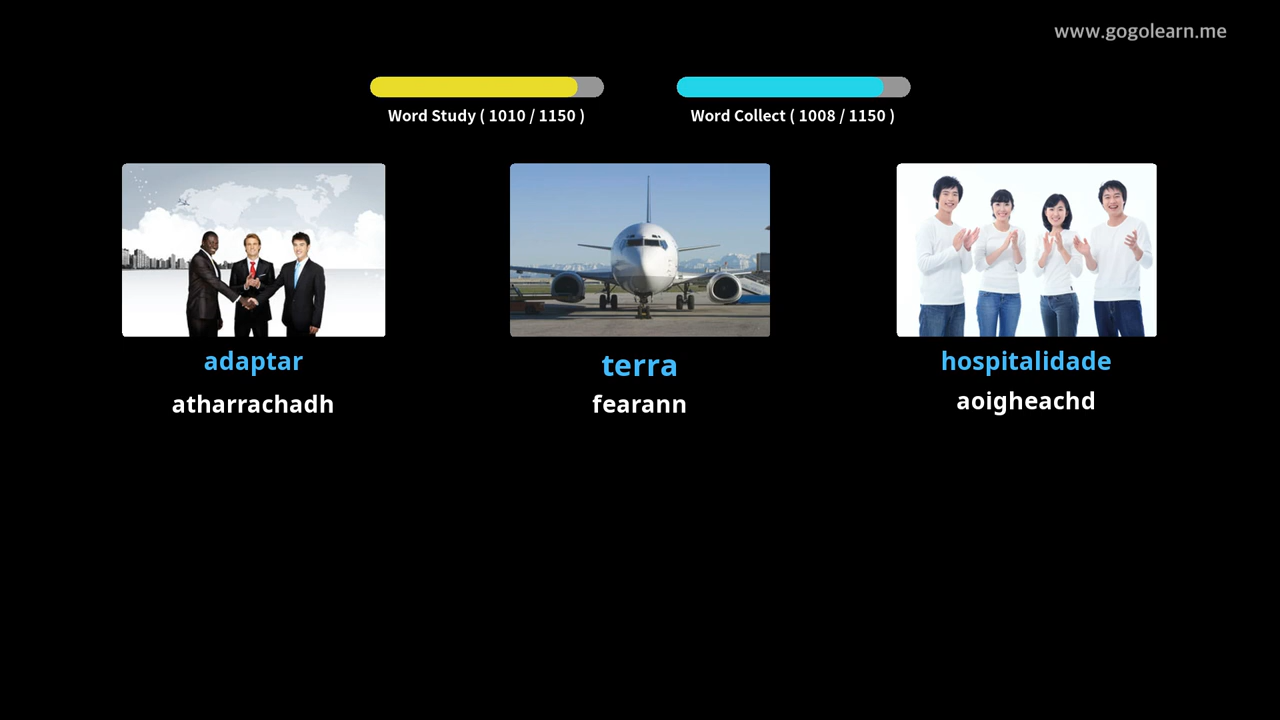 www.gogolearn.me
Word Study ( 1010 / 1150 )
Word Collect ( 1008 / 1150 )
adaptar
atharrachadh
terra
fearann
hospitalidade
aoigheachd